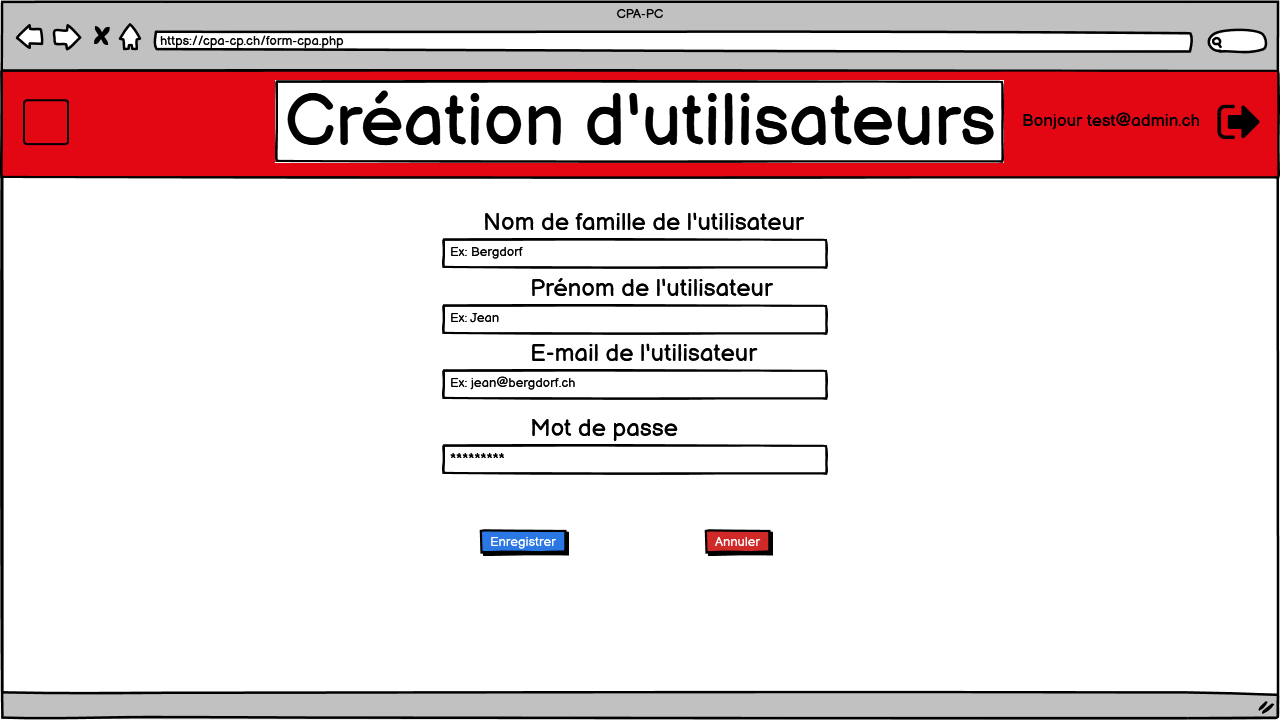 CPA-PC
https://cpa-cp.ch/form-cpa.php
Création d'utilisateurs
Bonjour test@admin.ch
Nom de famille de l'utilisateur
Ex: Bergdorf
Prénom de l'utilisateur
Ex: Jean
E-mail de l'utilisateur
Ex: jean@bergdorf.ch
Mot de passe
*********
Enregistrer
Annuler